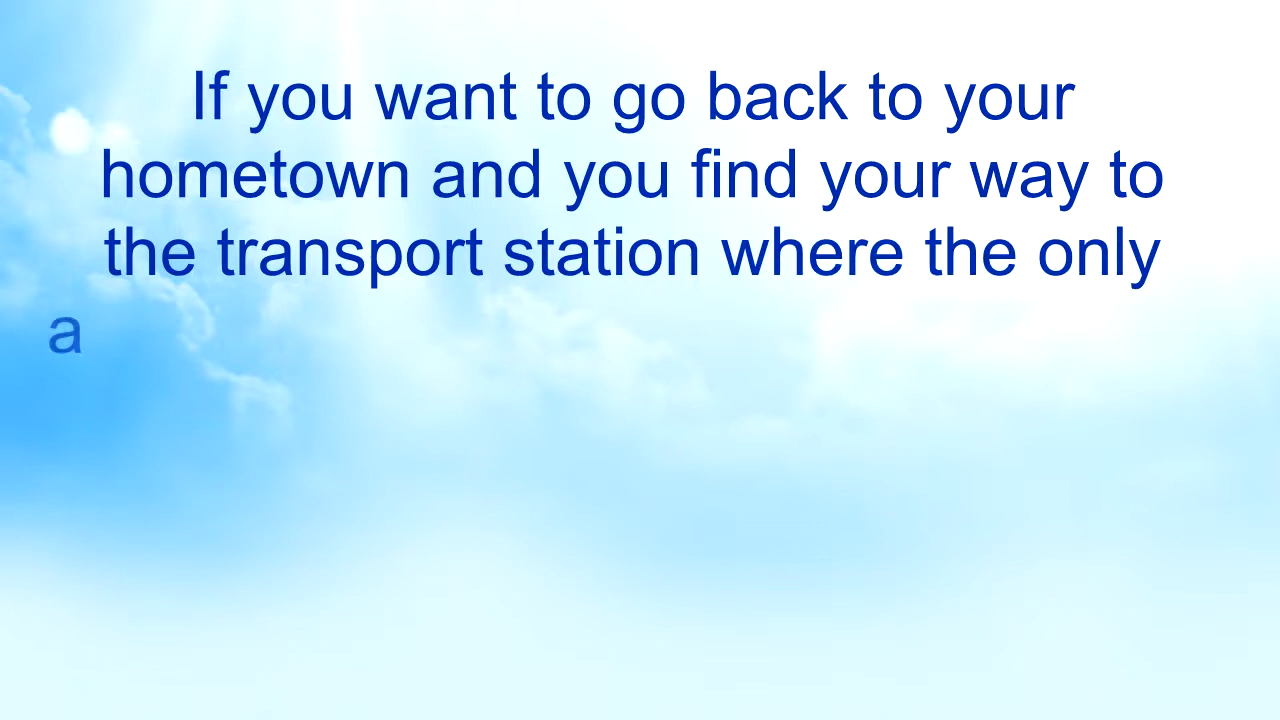 If you want to go back to your
hometown and you find your way to
the transport station where the only
a